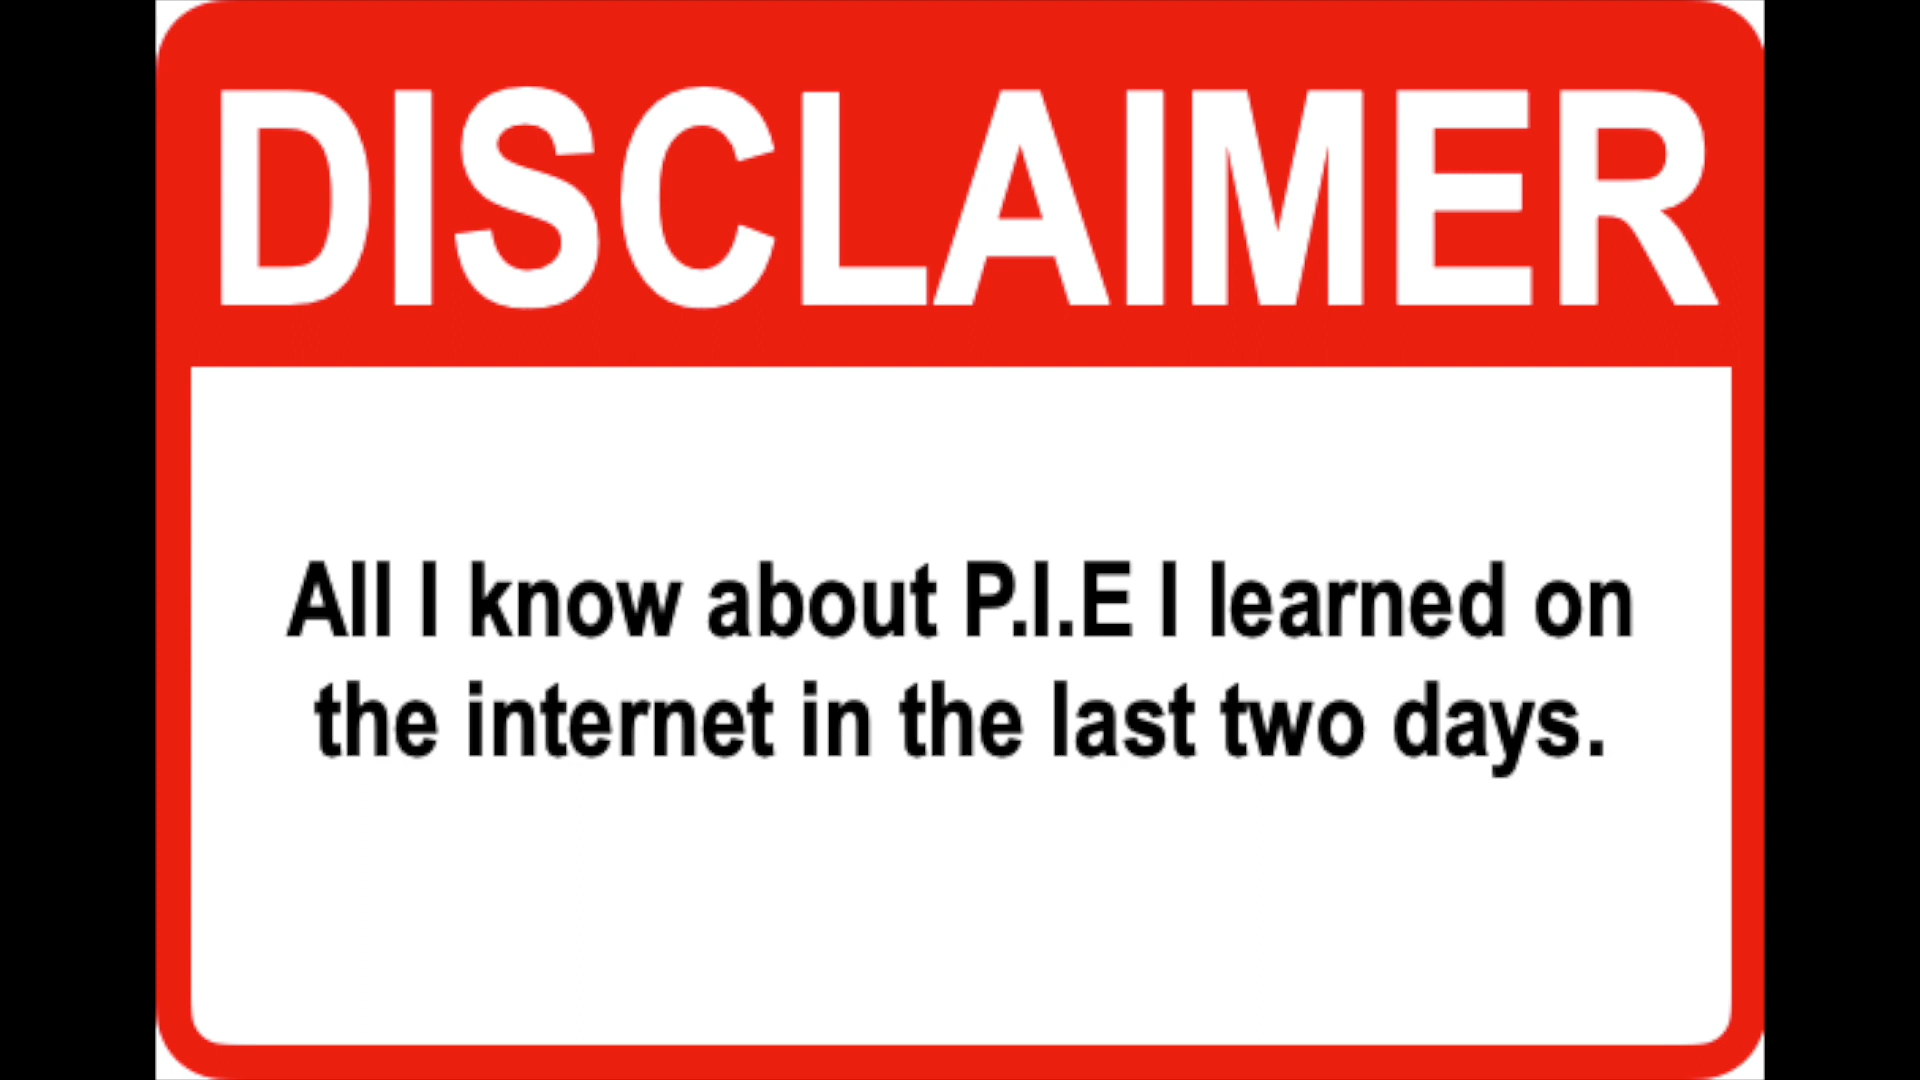 DISCLAIMER
All I know about P.I.E I learned on
the internet in the last two days.